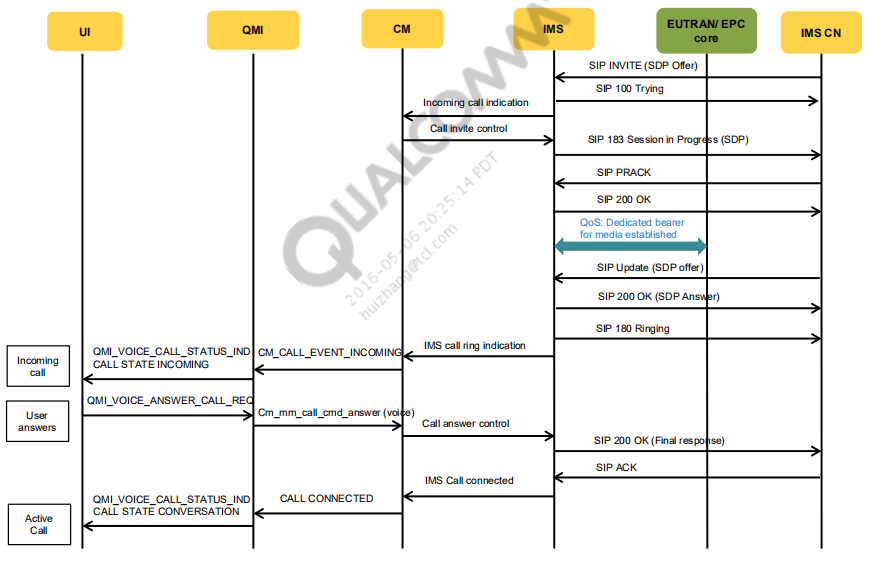 UI
QMI
CM
IMS
EUTRAN/ EPC
core
IMS CN
SIP INVITE (SDP Offer)
SIP 100 Trying
Incoming call indication
Call invite control
SIP 183 Session in Progress (SDP)
SIP PRACK
SIP 200 OK
QoS: Dedicated bearer
for media established
SIP Update (SDP offer)
SIP 200 OK (SDP Answer)
SIP 180 Ringing
IMS call ring indication
CM_CALL_EVENT_INCOMING
QMI_VOICE_CALL_STATUS_IND
CALL STATE INCOMING
Incoming
call
QMI_VOICE_ANSWER_CALL_REQ
User
answers
Cm_mm_call_cmd_answer (voice)
Call answer control
SIP 200 OK (Final response)
SIP ACK
IMS Call connected
CALL CONNECTED
QMI_VOICE_CALL_STATUS_IND
CALL STATE CONVERSATION
Active
Call
QUALCOMM
2016-05-06 20:25:14 PDT
huizhang@tcl.com